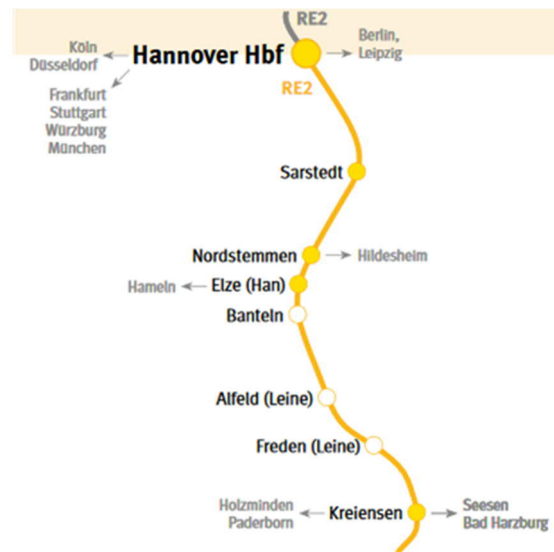 RE2
Köln
Düsseldorf
Hannover Hbf
Berlin,
Leipzig
Frankfurt
Stuttgart
Würzburg
München
RE2
Sarstedt
Nordstemmen
Hildesheim
Hameln
Elze (Han)
Banteln
Alfeld (Leine)
Freden (Leine)
Holzminden
Paderborn
Kreiensen
Seesen
Bad Harzburg